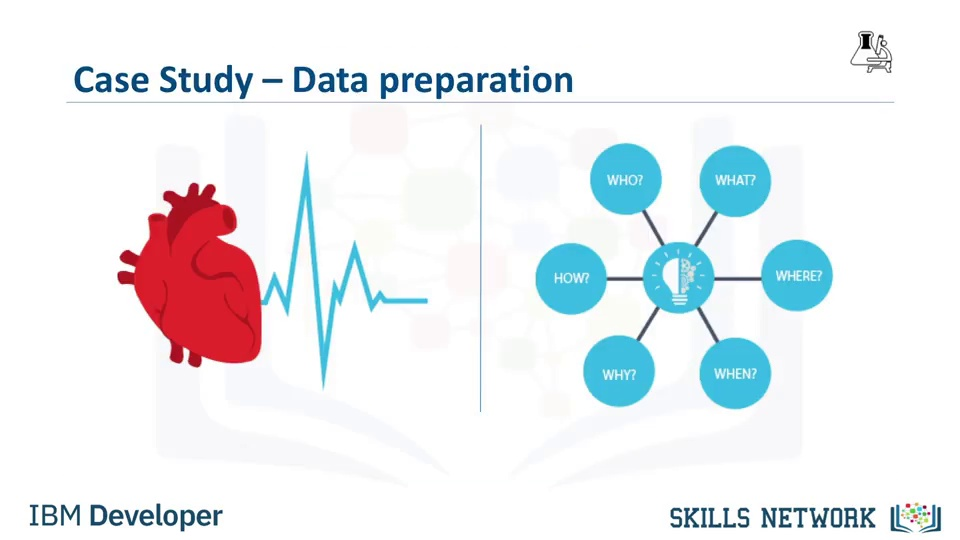 Case Study – Data preparation
WHO?
WHAT?
HOW?
WHERE?
WHY?
WHEN?
IBM Developer
SKILLS NETWORK